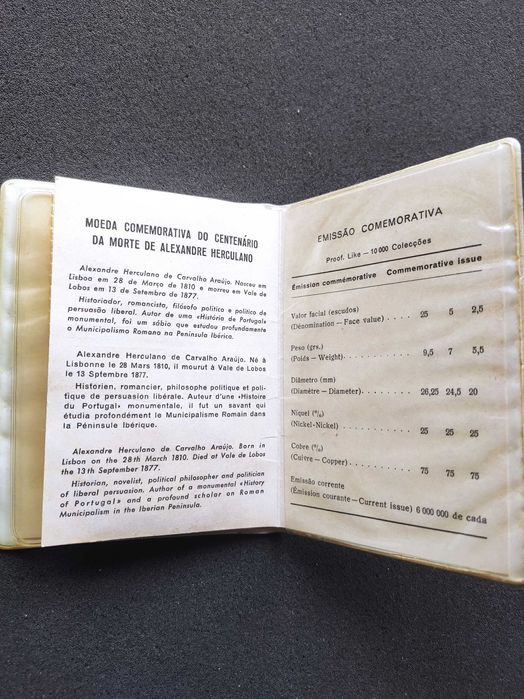 MOEDA COMEMORATIVA DO CENTENÁRIO
DA MORTE DE ALEXANDRE HERCULANO
Alexandre Herculano de Carvalho Araújo. Nasceu em
Lisboa em 28 de Março de 1810 e morreu em Vale de
Lobos em 13 de Setembro de 1877.
Historiador, romancista, filósofo político e político de
persuasão liberal. Autor de uma «História de Portugal»
monumental, foi um sábio que estudou profundamente
o Municipalismo Romano na Península Ibérica.
Alexandre Herculano de Carvalho Araújo. Né à
Lisbonne le 28 Mars 1810, il mourut à Vale de Lobos
le 13 Sptembre 1877.
Historien, romancier, philosophe politique et poli-
tique de persuasion libérale. Auteur d'une «Histoire
du Portugal» monumentale, il fut un savant qui
étudia profondément le Municipalisme Romain dans
la Péninsule Ibérique.
Alexandre Herculano de Carvalho Araújo. Born in
Lisbon on the 28th March 1810. Died at Vale de Lobos
the 13th September 1877.
Historian, novelist, political philosopher and politician
of liberal persuasion. Author of a monumental «History
of Portugal» and a profound scholar on Roman
Municipalism in the Iberian Peninsula.
EMISSÃO COMEMORATIVA
Proof. Like — 10 000 Colecções
Émission commémorative Commemorative issue
Valor facial (escudos)
(Dénomination — Face value) . . . . 25 5 2,5
Peso (grs.)
(Poids — Weight) . . . . . . . . 9,5 7 5,5
Diâmetro (mm)
(Diamètre — Diameter) . . . . . . 26,25 24,5 20
Níquel (%)
(Nickel-Nickel) . . . . . . . . 25 25 25
Cobre (%)
(Cuivre — Copper) . . . . . . . 75 75 75
Emissão corrente
(Émission courante — Current issue) 6 000 000 de cada